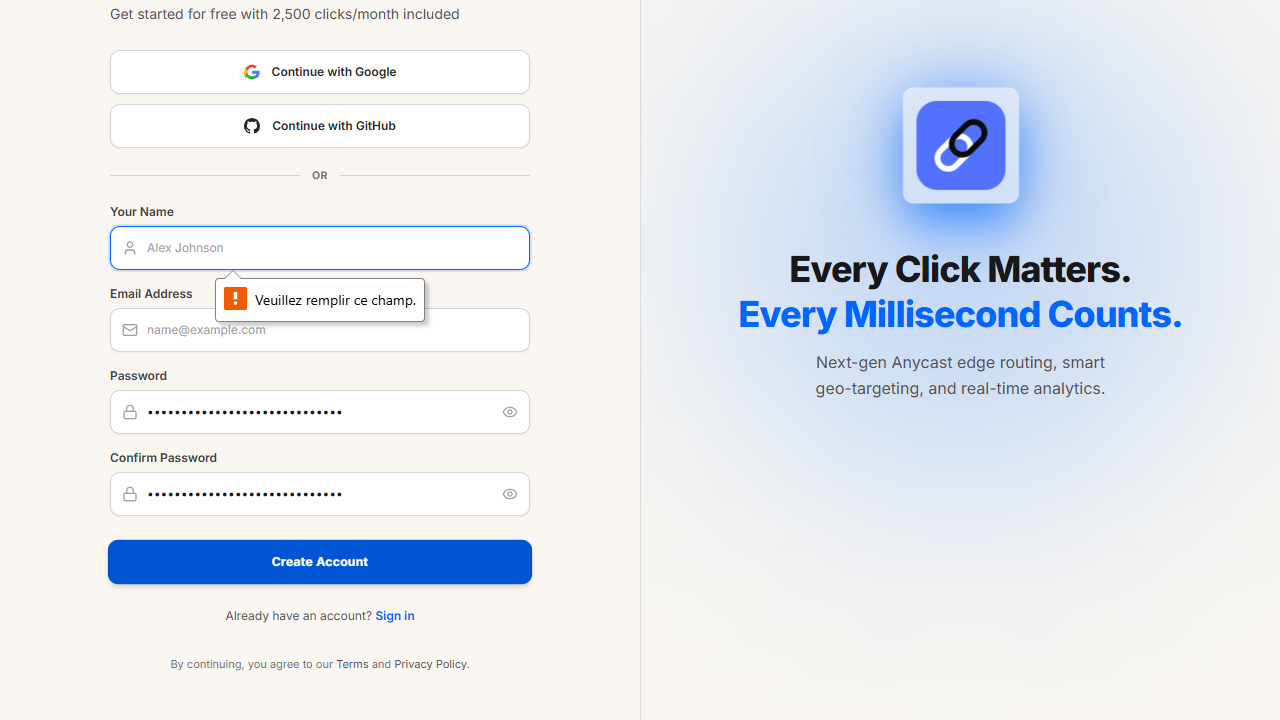 Get started for free with 2,500 clicks/month included
Continue with Google
Continue with GitHub
OR
Your Name
Alex Johnson
Veuillez remplir ce champ.
Email Address
name@example.com
Password
••••••••••••••••••••••••••••
Confirm Password
••••••••••••••••••••••••••••
Create Account
Already have an account? Sign in
By continuing, you agree to our Terms and Privacy Policy.
Every Click Matters.
Every Millisecond Counts.
Next-gen Anycast edge routing, smart
geo-targeting, and real-time analytics.